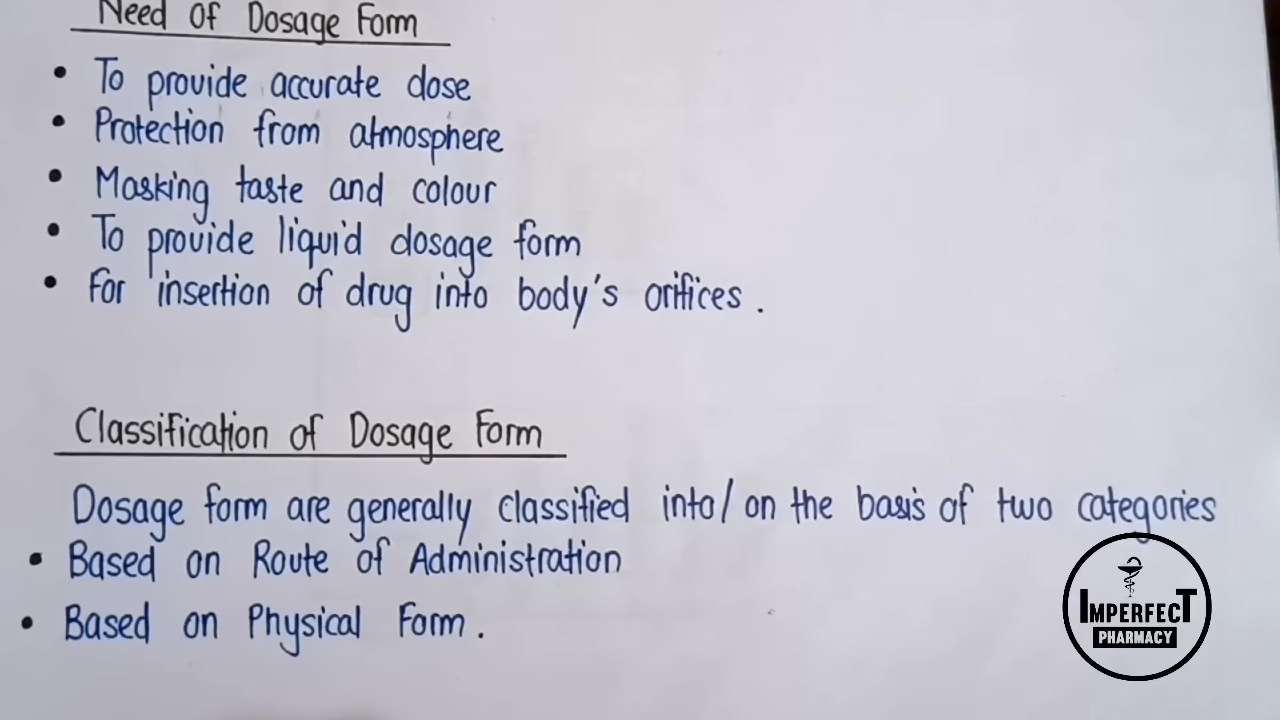 Need Of Dosage Form
• To provide accurate dose
• Protection from atmosphere
• Masking taste and colour
• To provide liquid dosage form
• For insertion of drug into body's orifices.
Classification of Dosage Form
Dosage form are generally classified into/ on the basis of two categories
• Based on Route of Administration
• Based on Physical Form.
IMPERFECT
PHARMACY